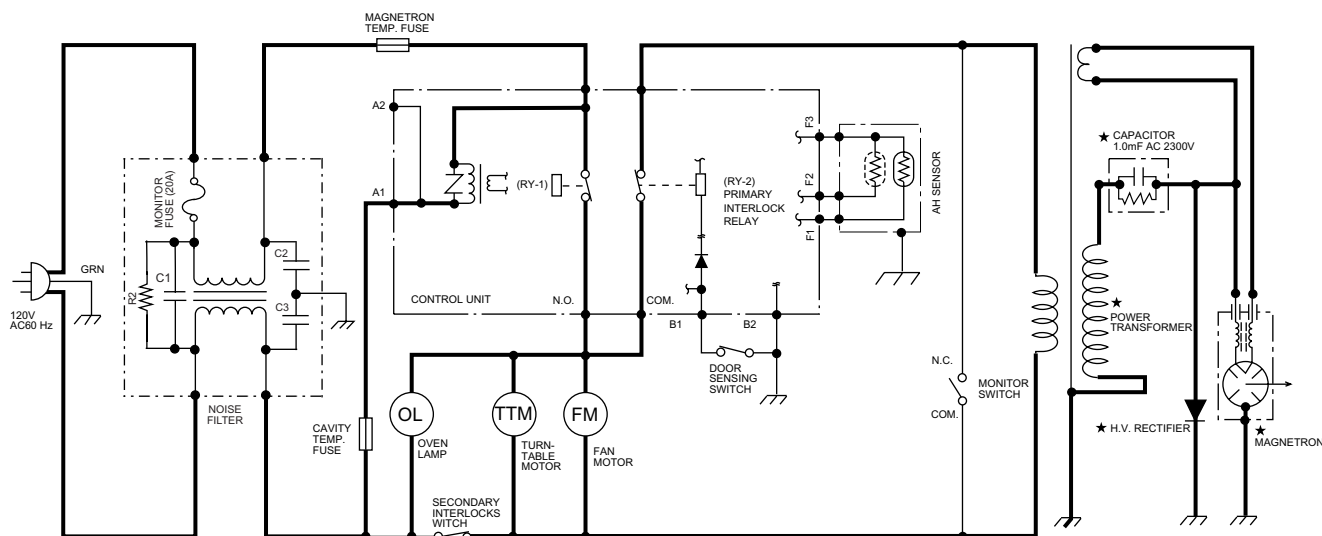 MAGNETRON
TEMP. FUSE
A2
A1
(RY-1)
(RY-2)
PRIMARY
INTERLOCK
RELAY
F3
F2
F1
AH SENSOR
★ CAPACITOR
1.0mF AC 2300V
MONITOR
FUSE (20A)
GRN
120V
AC60 Hz
R2
C1
C2
C3
NOISE
FILTER
CONTROL UNIT
N.O.
COM.
B1
B2
DOOR
SENSING
SWITCH
★
POWER
TRANSFORMER
N.C.
COM.
MONITOR
SWITCH
CAVITY
TEMP.
FUSE
OL
OVEN
LAMP
TTM
TURN-
TABLE
MOTOR
FM
FAN
MOTOR
★ H.V. RECTIFIER
★
MAGNETRON
SECONDARY
INTERLOCKS
WITCH